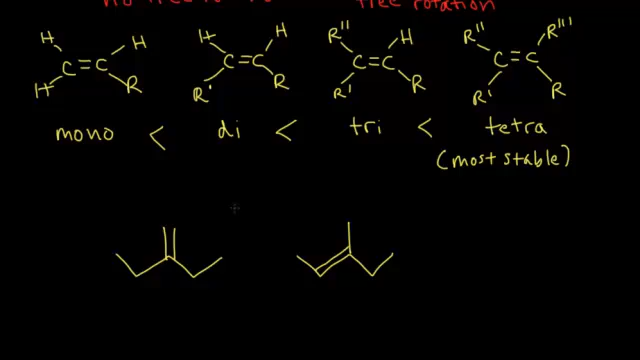 free rotation
H H H H R" H R" R'"
C = C C = C C = C C = C
H R R' R R' R R' R
mono < di < tri < tetra
(most stable)